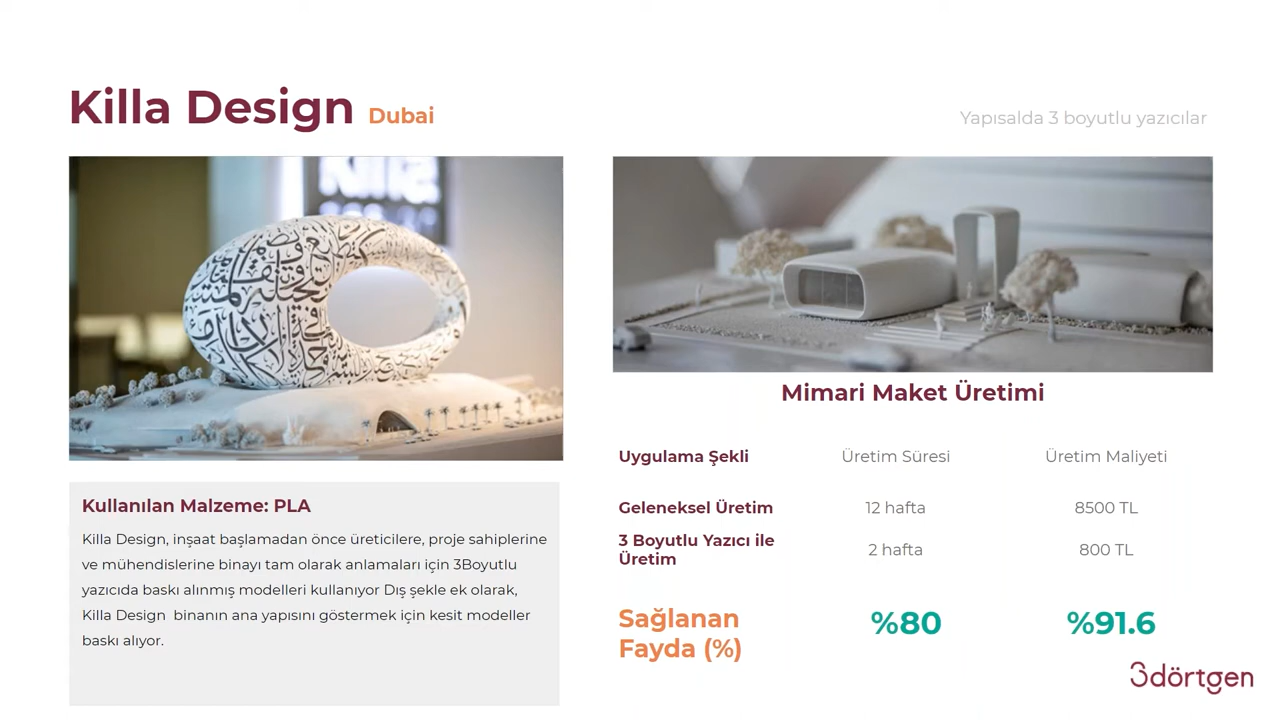 Killa Design Dubai
Yapısalda 3 boyutlu yazıcılar
Mimari Maket Üretimi
Kullanılan Malzeme: PLA
Killa Design, inşaat başlamadan önce üreticilere, proje sahiplerine
ve mühendislerine binayı tam olarak anlamaları için 3Boyutlu
yazıcıda baskı alınmış modelleri kullanıyor Dış şekle ek olarak,
Killa Design binanın ana yapısını göstermek için kesit modeller
baskı alıyor.
Uygulama Şekli Üretim Süresi Üretim Maliyeti
Geleneksel Üretim 12 hafta 8500 TL
3 Boyutlu Yazıcı ile
Üretim 2 hafta 800 TL
Sağlanan
Fayda (%) %80 %91.6
3dörtgen